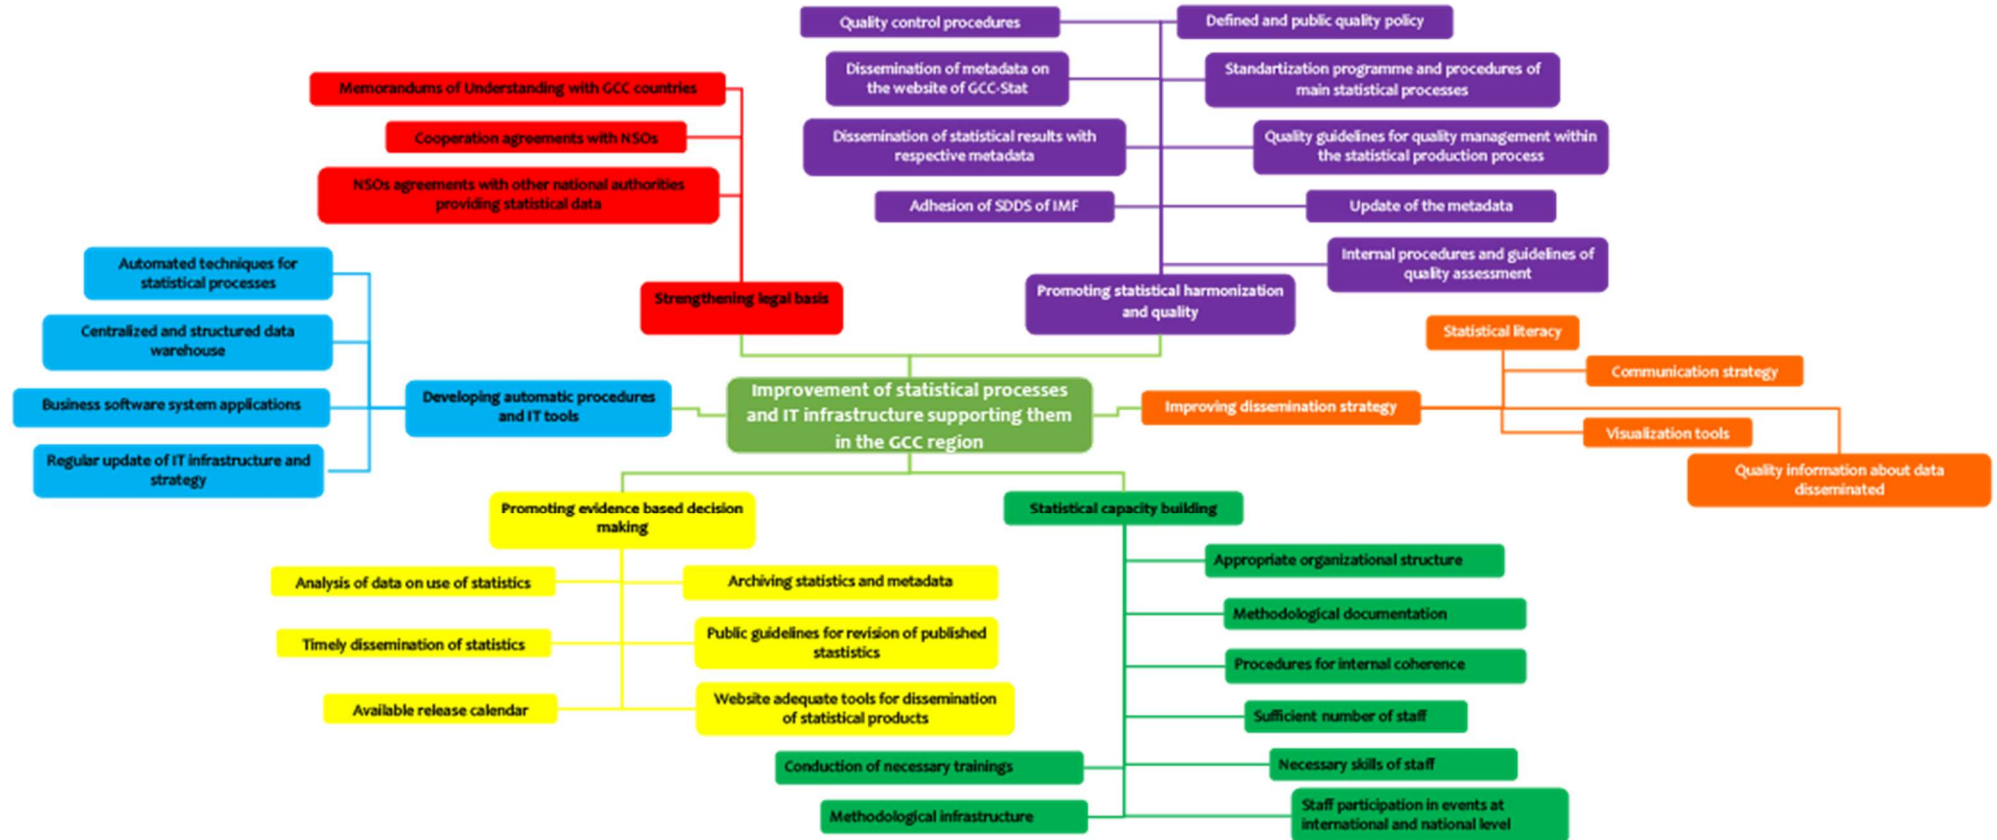 Quality control procedures
Defined and public quality policy
Dissemination of metadata on
the website of GCC-Stat
Standartization programme and procedures of
main statistical processes
Dissemination of statistical results with
respective metadata
Quality guidelines for quality management within
the statistical production process
Adhesion of SDDS of IMF
Update of the metadata
Internal procedures and guidelines of
quality assessment
Promoting statistical harmonization
and quality
Memorandums of Understanding with GCC countries
Cooperation agreements with NSOs
NSOs agreements with other national authorities
providing statistical data
Strengthening legal basis
Automated techniques for
statistical processes
Centralized and structured data
warehouse
Business software system applications
Regular update of IT infrastructure and
strategy
Developing automatic procedures
and IT tools
Improvement of statistical processes
and IT infrastructure supporting them
in the GCC region
Improving dissemination strategy
Statistical literacy
Communication strategy
Visualization tools
Quality information about data
disseminated
Promoting evidence based decision
making
Analysis of data on use of statistics
Archiving statistics and metadata
Timely dissemination of statistics
Public guidelines for revision of published
stastistics
Available release calendar
Website adequate tools for dissemination
of statistical products
Statistical capacity building
Appropriate organizational structure
Methodological documentation
Procedures for internal coherence
Sufficient number of staff
Conduction of necessary trainings
Necessary skills of staff
Methodological infrastructure
Staff participation in events at
international and national level